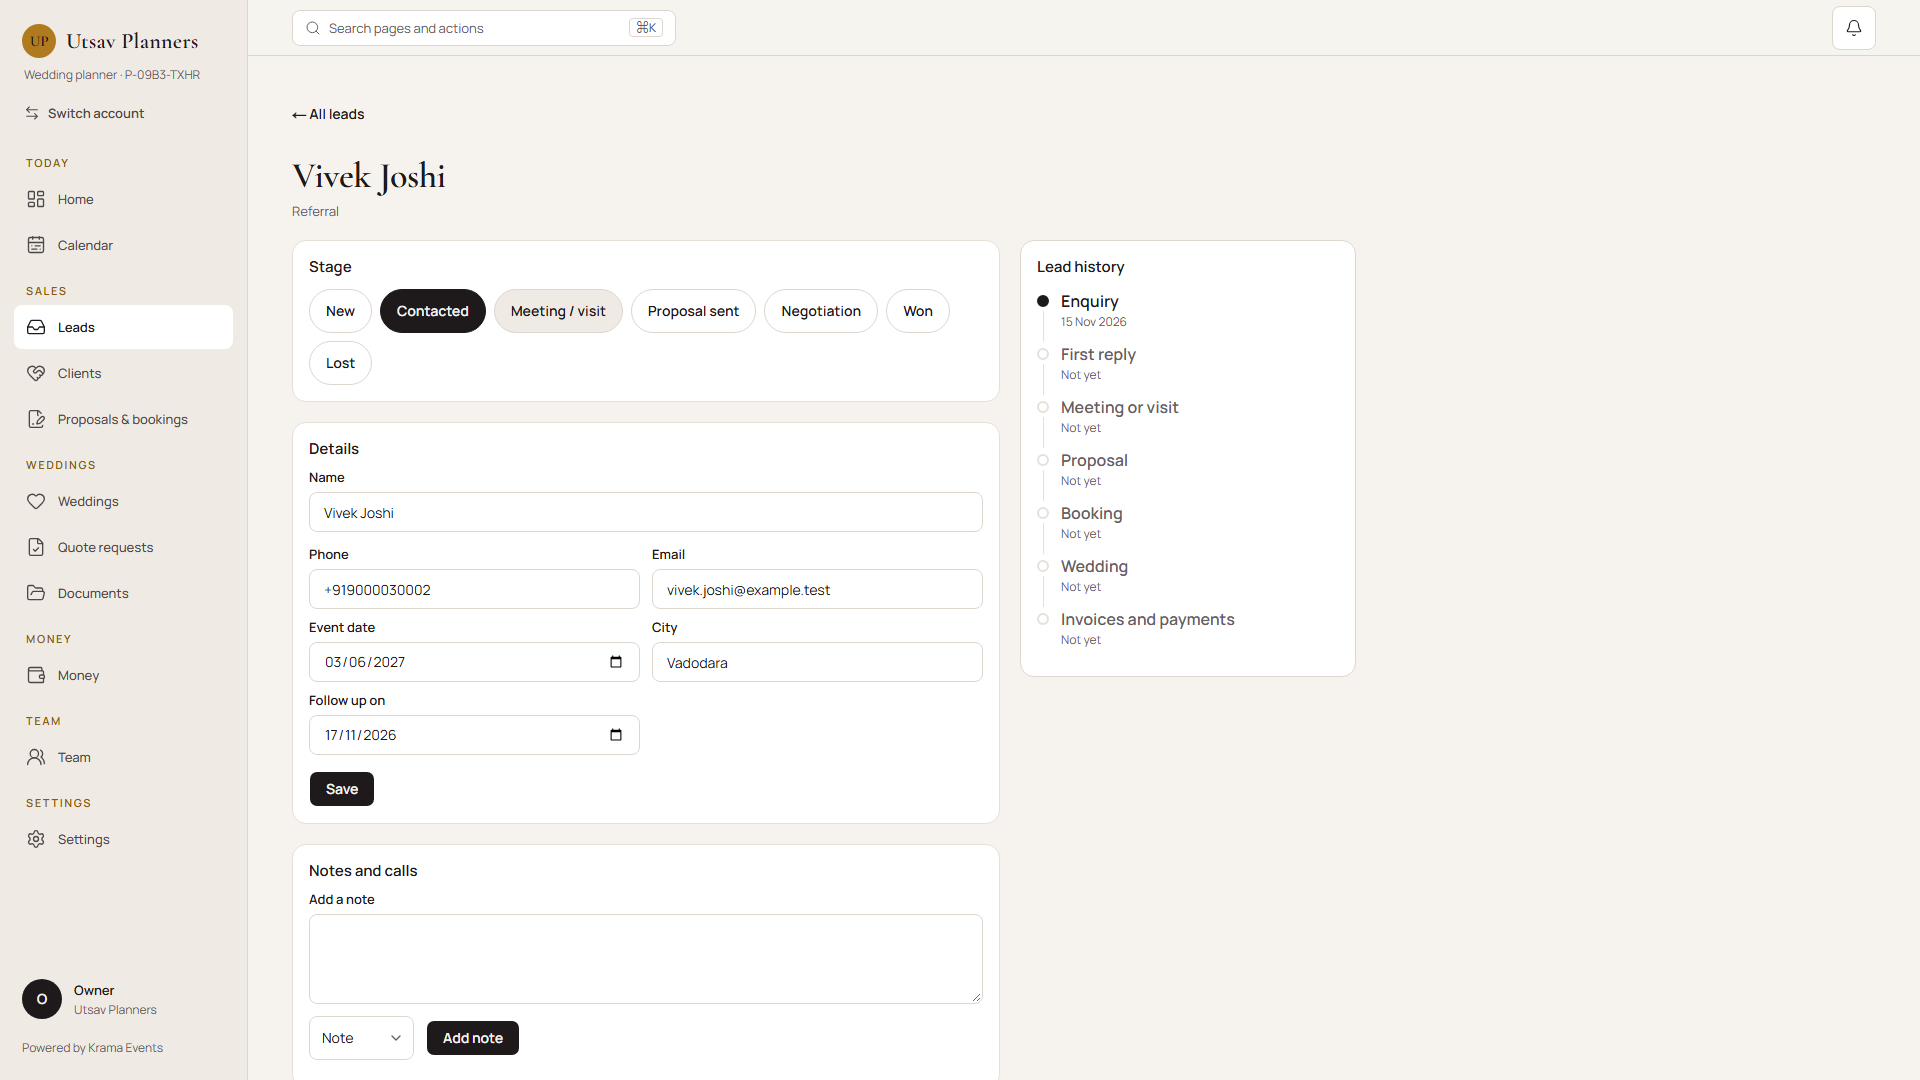 UP
Utsav Planners
Wedding planner · P-09B3-TXHR
Switch account
TODAY
Home
Calendar
SALES
Leads
Clients
Proposals & bookings
WEDDINGS
Weddings
Quote requests
Documents
MONEY
Money
TEAM
Team
SETTINGS
Settings
O
Owner
Utsav Planners
Powered by Krama Events
Search pages and actions
⌘K
← All leads
Vivek Joshi
Referral
Stage
New
Contacted
Meeting / visit
Proposal sent
Negotiation
Won
Lost
Details
Name
Vivek Joshi
Phone
Email
+919000030002
vivek.joshi@example.test
Event date
City
03/06/2027
Vadodara
Follow up on
17/11/2026
Save
Notes and calls
Add a note
Note
Add note
Lead history
Enquiry
15 Nov 2026
First reply
Not yet
Meeting or visit
Not yet
Proposal
Not yet
Booking
Not yet
Wedding
Not yet
Invoices and payments
Not yet